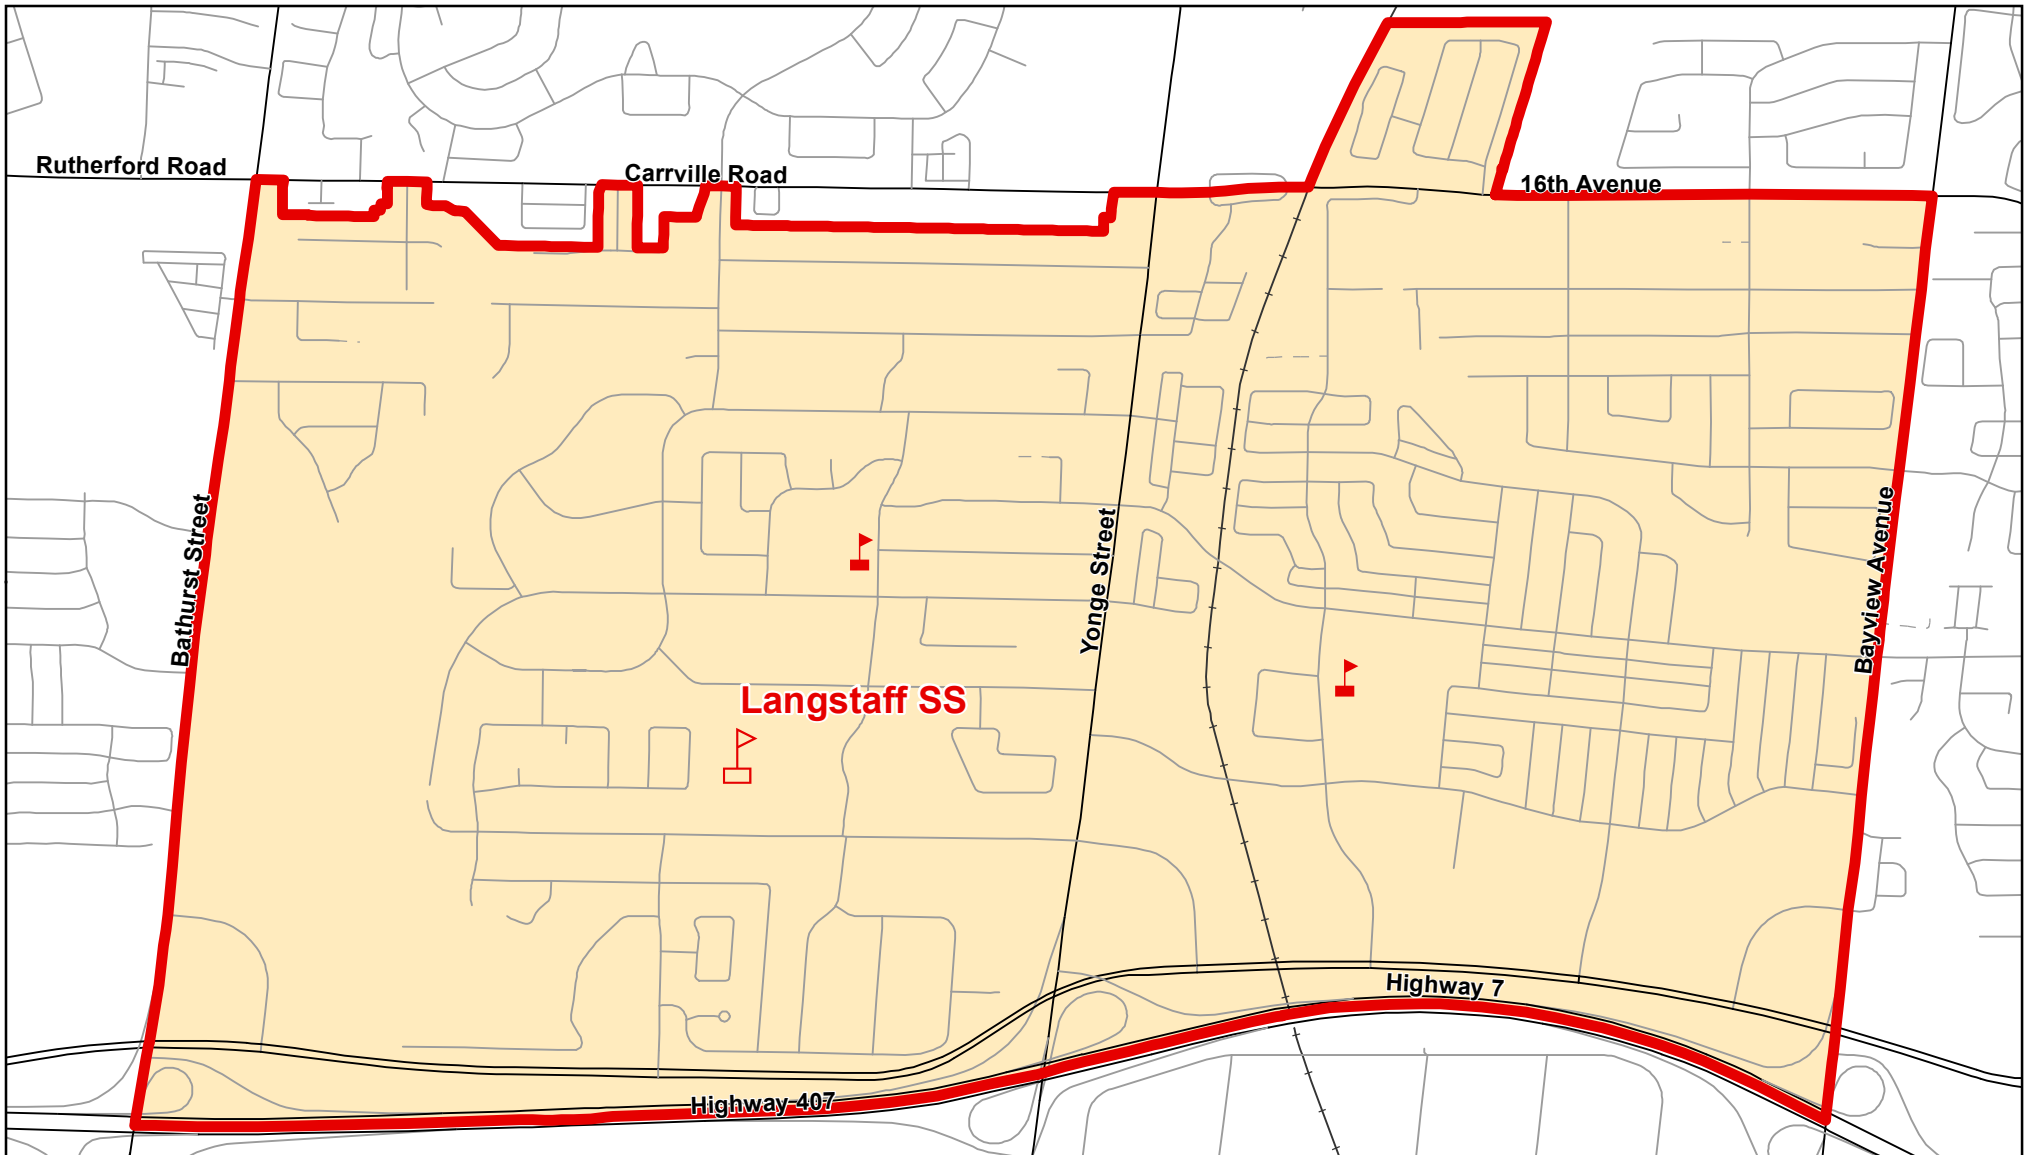 Rutherford Road
Carrville Road
16th Avenue
Bathurst Street
Yonge Street
Bayview Avenue
Langstaff SS
Highway 7
Highway 407